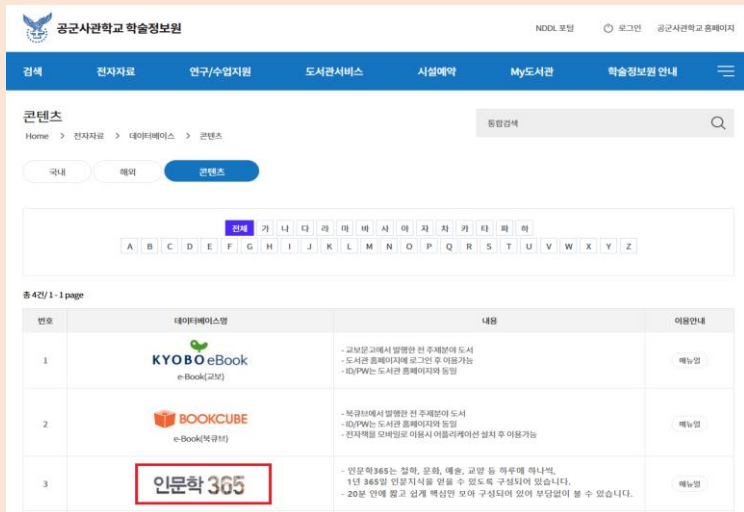 공군사관학교 학술정보원
NDDL 포털 로그인 공군사관학교 홈페이지
검색 전자자료 연구/수업지원 도서관서비스 시설예약 My도서관 학술정보원 안내
콘텐츠
Home > 전자자료 > 데이터베이스 > 콘텐츠
통합검색
국내 해외 콘텐츠
전체 가 나 다 라 마 바 사 아 자 차 카 타 파 하
A B C D E F G H I J K L M N O P Q R S T U V W X Y Z
총 4건/ 1 - 1 page
번호 데이터베이스명 내용 이용안내
1
KYOBO eBook
e-Book(교보)
- 교보문고에서 발행한 전 주제분야 도서
- 도서관 홈페이지에 로그인 후 이용가능
- ID/PW는 도서관 홈페이지와 동일
매뉴얼
2
BOOKCUBE
e-Book(북큐브)
- 북큐브에서 발행한 전 주제분야 도서
- ID/PW는 도서관 홈페이지와 동일
- 전자책을 모바일로 이용시 어플리케이션 설치 후 이용가능
매뉴얼
3
인문학 365
- 인문학365는 철학, 문화, 예술, 교양 등 하루에 하나씩,
1년 365일 인문지식을 얻을 수 있도록 구성되어 있습니다.
- 20분 안에 짧고 쉽게 핵심만 모아 구성되어 있어 부담없이 볼 수 있습니다.
매뉴얼